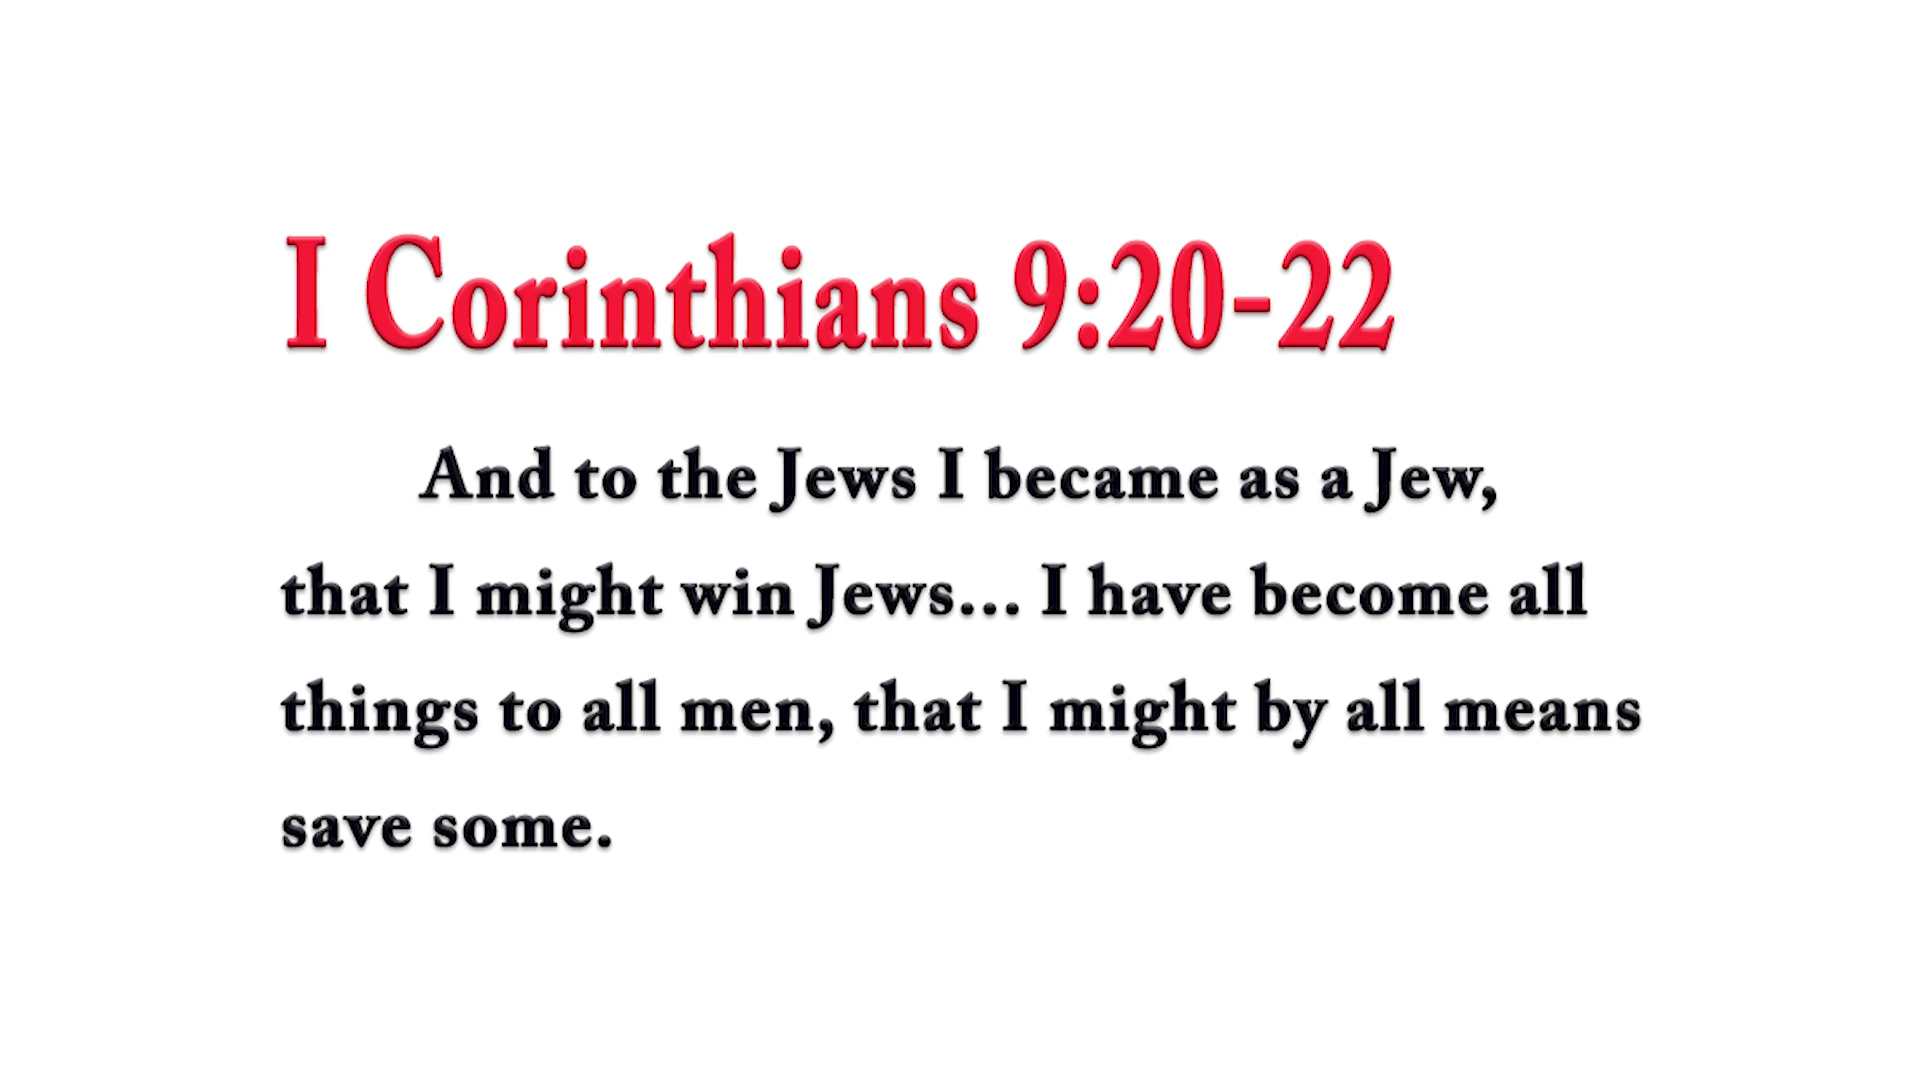 I Corinthians 9:20-22
And to the Jews I became as a Jew,
that I might win Jews... I have become all
things to all men, that I might by all means
save some.